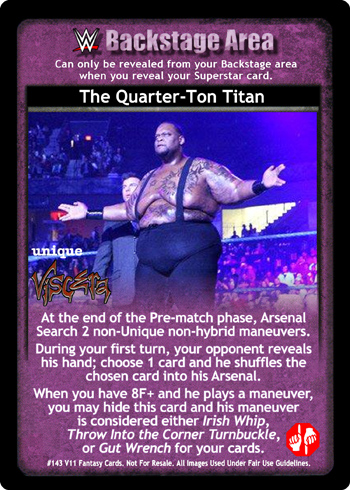 W Backstage Area
Can only be revealed from your Backstage area
when you reveal your Superstar card.
The Quarter-Ton Titan
unique
Viscera
At the end of the Pre-match phase, Arsenal
Search 2 non-Unique non-hybrid maneuvers.
During your first turn, your opponent reveals
his hand; choose 1 card and he shuffles the
chosen card into his Arsenal.
When you have 8F+ and he plays a maneuver,
you may hide this card and his maneuver
is considered either Irish Whip,
Throw Into the Corner Turnbuckle,
or Gut Wrench for your cards.
#143 V11 Fantasy Cards. Not For Resale. All Images Used Under Fair Use Guidelines.